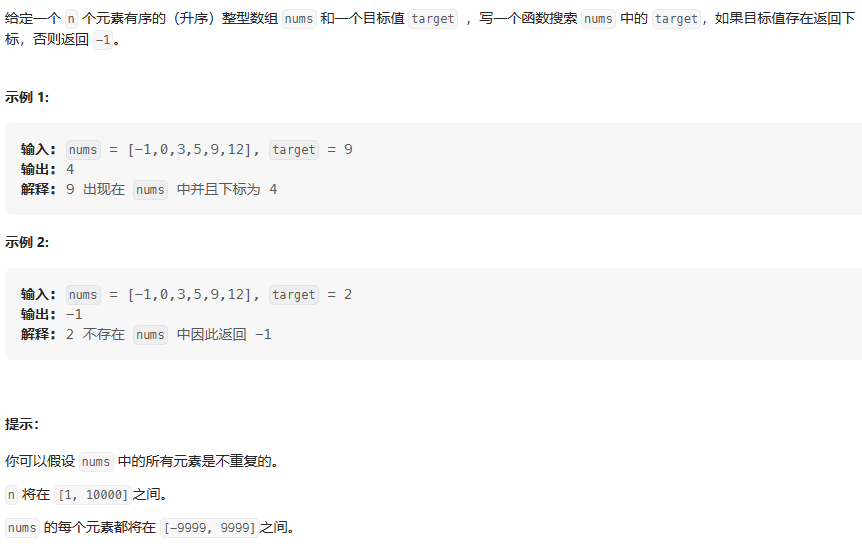 给定一个 n 个元素有序的（升序）整型数组 nums 和一个目标值 target ，写一个函数搜索 nums 中的 target，如果目标值存在返回下
标，否则返回 -1。
示例 1:
输入: nums = [-1,0,3,5,9,12], target = 9
输出: 4
解释: 9 出现在 nums 中并且下标为 4
示例 2:
输入: nums = [-1,0,3,5,9,12], target = 2
输出: -1
解释: 2 不存在 nums 中因此返回 -1
提示：
你可以假设 nums 中的所有元素是不重复的。
n 将在 [1, 10000]之间。
nums 的每个元素都将在 [-9999, 9999]之间。